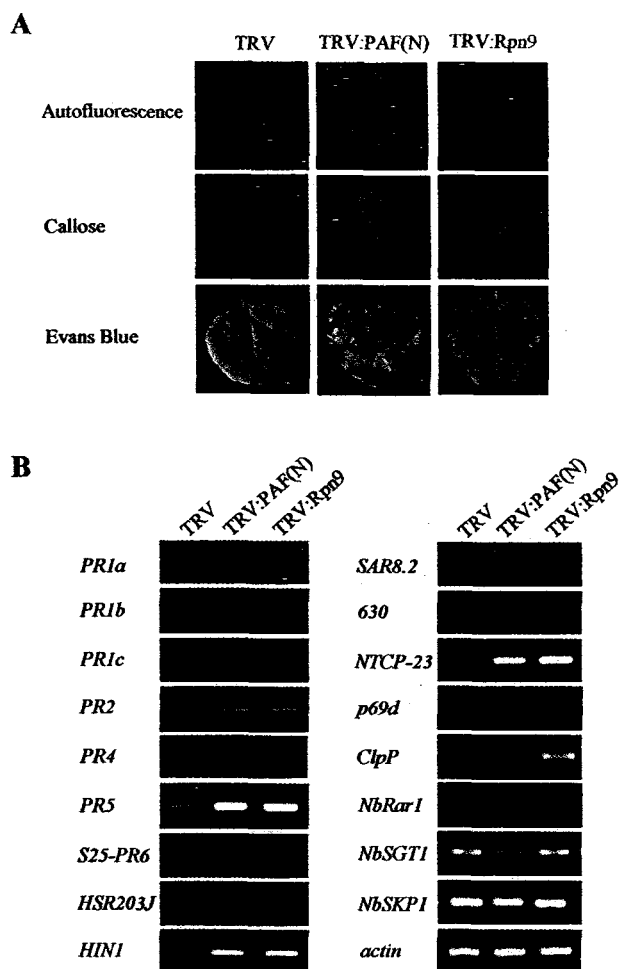 A
TRV TRV:PAF(N) TRV:Rpn9
Autofluorescence
Callose
Evans Blue
B
TRV TRV:PAF(N) TRV:Rpn9
PR1a
PR1b
PR1c
PR2
PR4
PR5
S25-PR6
HSR203J
HIN1
TRV TRV:PAF(N) TRV:Rpn9
SAR8.2
630
NTCP-23
p69d
ClpP
NbRar1
NbSGT1
NbSKP1
actin